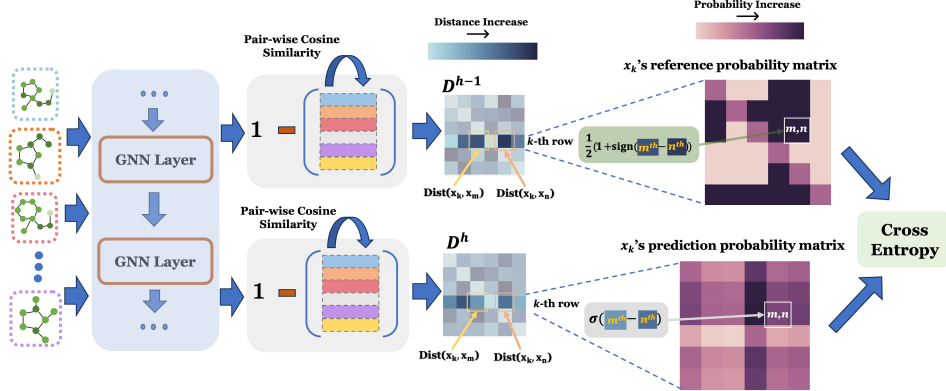 Distance Increase
Probability Increase
Pair-wise Cosine
Similarity
D^{h-1}
x_k's reference probability matrix
GNN Layer
1 -
k-th row
1/2(1+sign(m^{th}-n^{th}))
m,n
Dist(x_k,x_m)
Dist(x_k,x_n)
Pair-wise Cosine
Similarity
D^h
x_k's prediction probability matrix
Cross
Entropy
GNN Layer
1 -
k-th row
σ(m^{th}-n^{th})
m,n
Dist(x_k,x_m)
Dist(x_k,x_n)